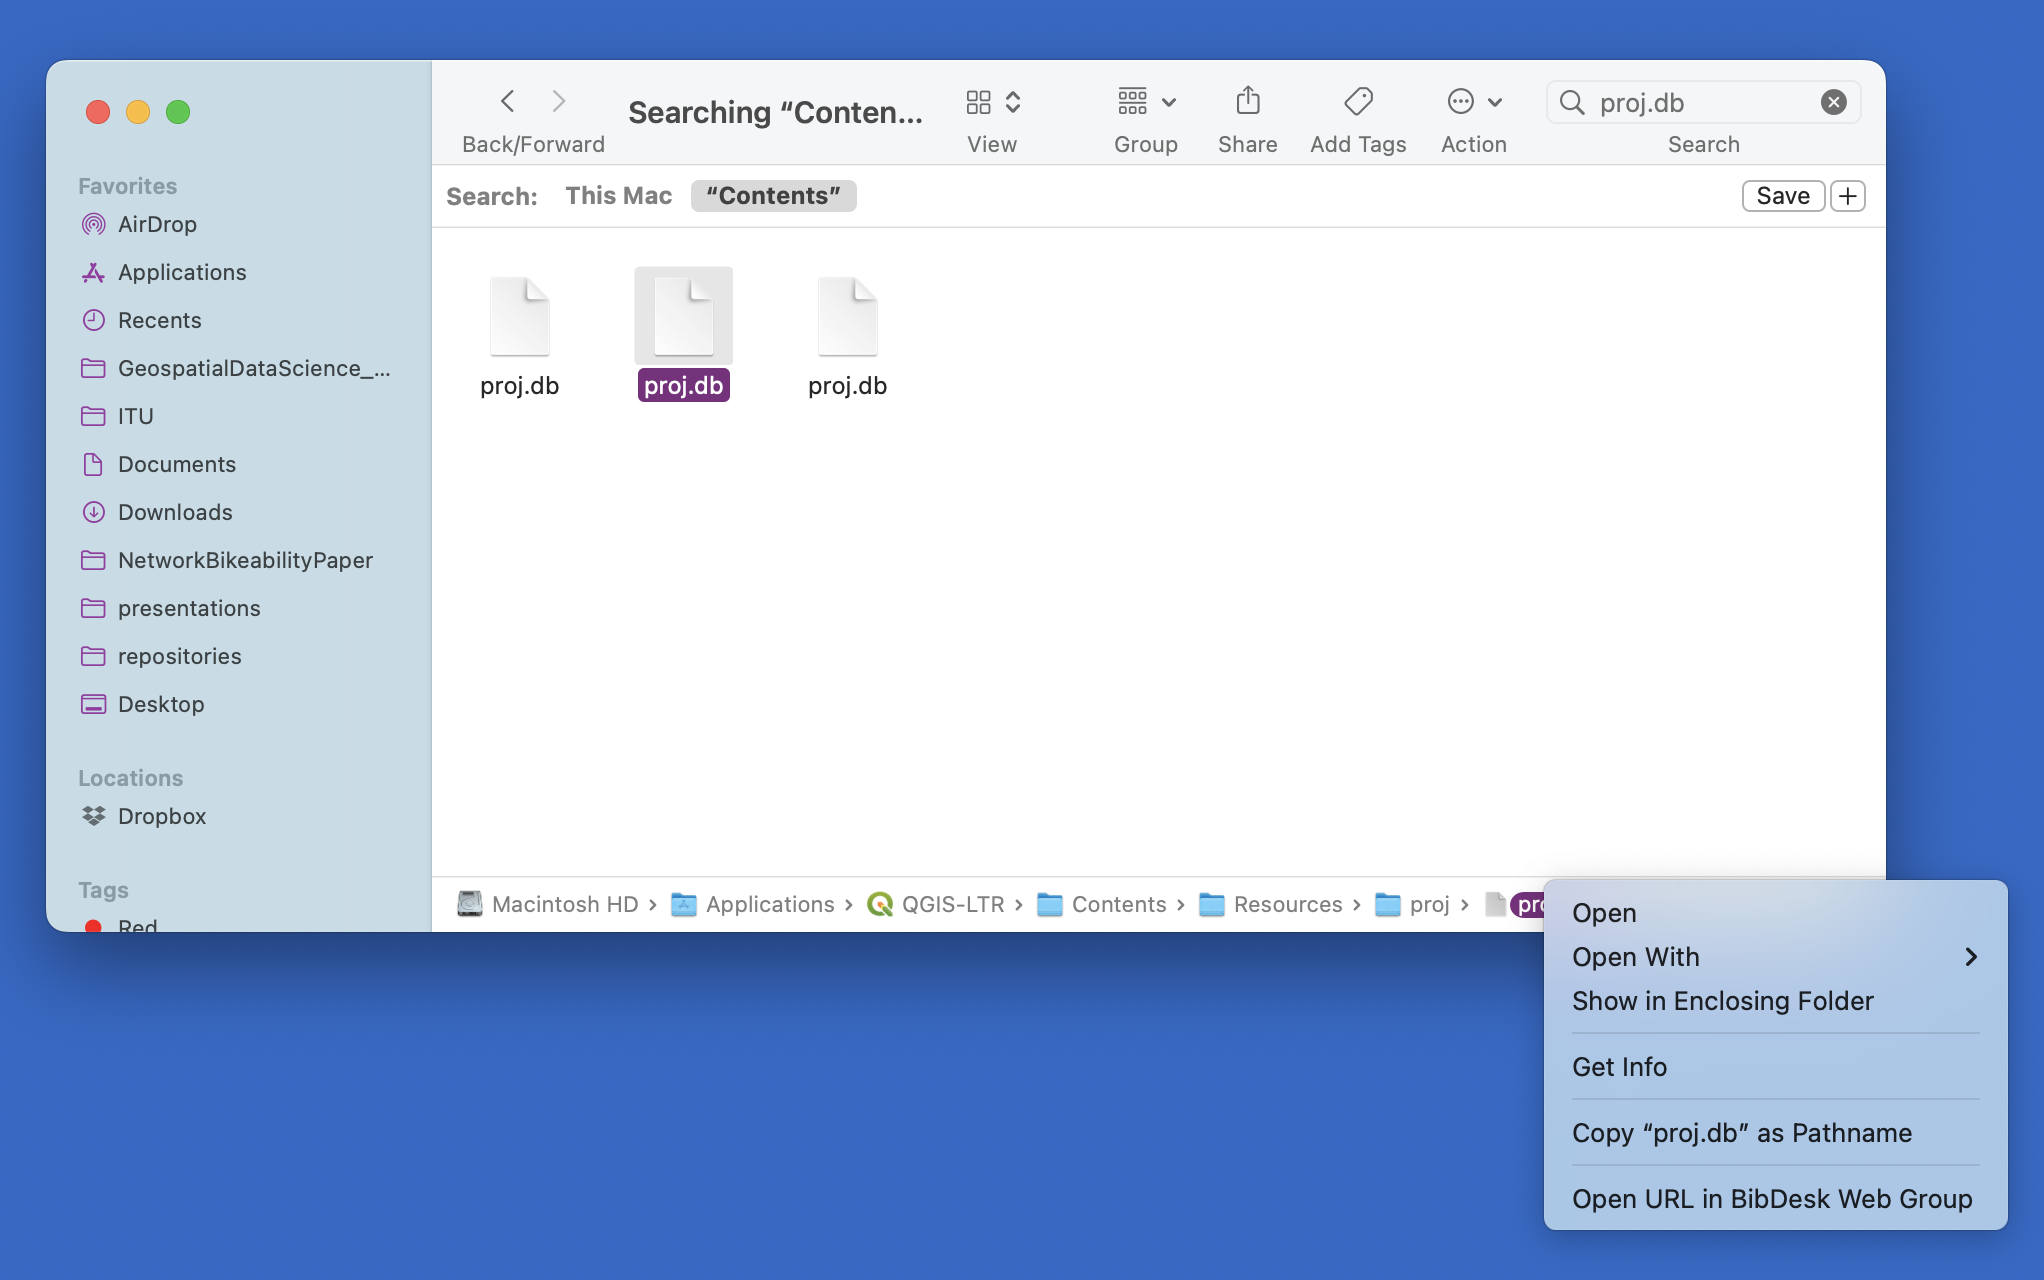 Searching “Conten...
proj.db
Back/Forward
View
Group
Share
Add Tags
Action
Search
Search:
This Mac
“Contents”
Save
Favorites
AirDrop
Applications
Recents
GeospatialDataScience_...
ITU
Documents
Downloads
NetworkBikeabilityPaper
presentations
repositories
Desktop
Locations
Dropbox
Tags
Red
proj.db
proj.db
proj.db
Macintosh HD › Applications › QGIS-LTR › Contents › Resources › proj ›
Open
Open With
Show in Enclosing Folder
Get Info
Copy “proj.db” as Pathname
Open URL in BibDesk Web Group